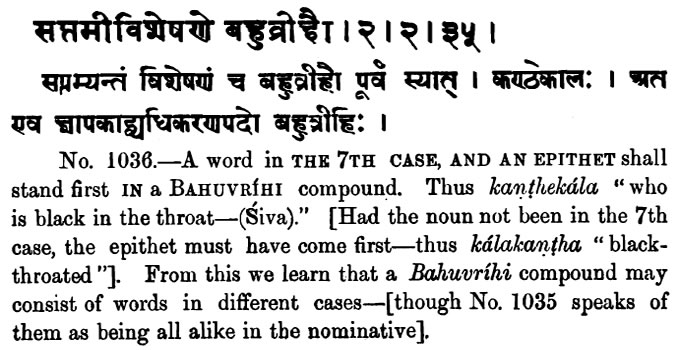 सप्तमीविशेषणे बहुव्रीहौ । २ । २ । ३५ ।
सप्तम्यन्तं विशेषणं च बहुव्रीहौ पूर्वं स्यात् । कण्ठेकालः । अत
एव ज्ञापकाद्व्यधिकरणपदो बहुव्रीहिः ।
No. 1036.—A word in THE 7TH CASE, AND AN EPITHET shall
stand first IN a BAHUVRÍHI compound. Thus kaṇṭhekála “who
is black in the throat—(Śiva).” [Had the noun not been in the 7th
case, the epithet must have come first—thus kálakaṇṭha “black-
throated”]. From this we learn that a Bahuvríhi compound may
consist of words in different cases—[though No. 1035 speaks of
them as being all alike in the nominative].